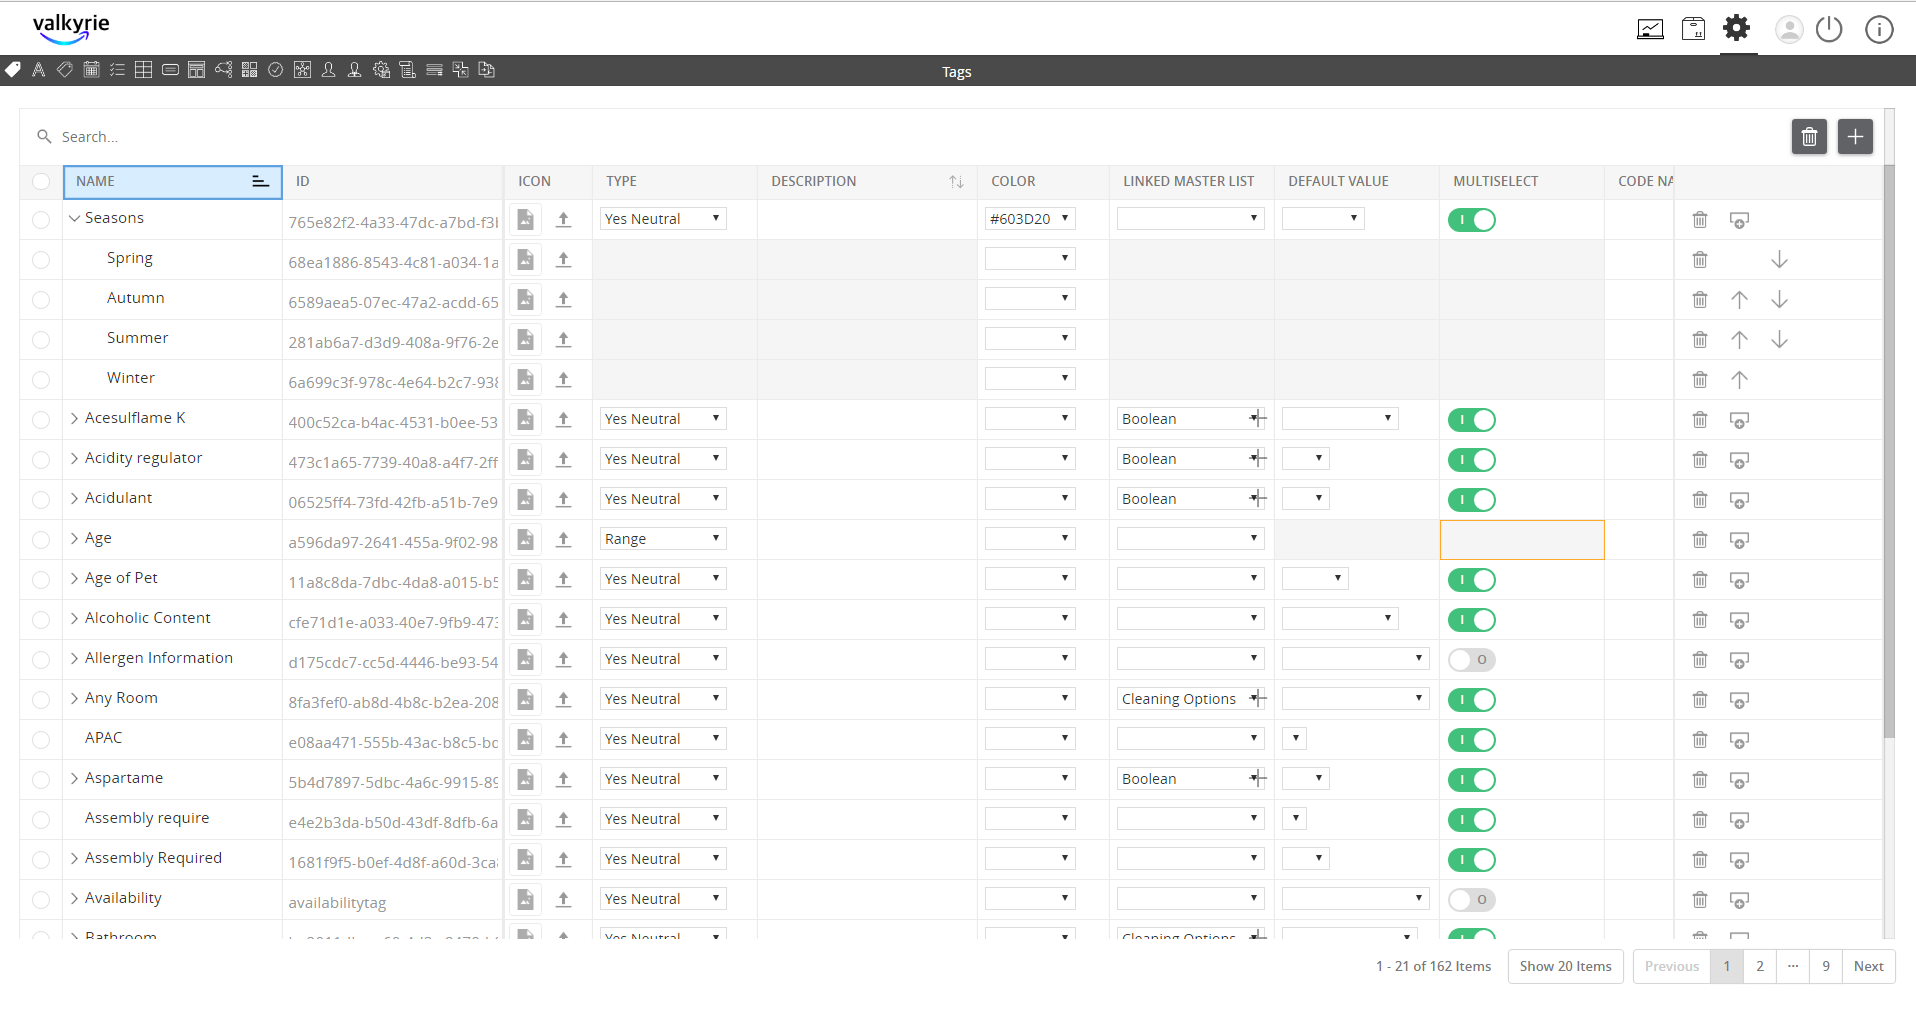 valkyrie
Tags
Search...
NAME ID ICON TYPE DESCRIPTION COLOR LINKED MASTER LIST DEFAULT VALUE MULTISELECT CODE NA
Seasons 765e82f2-4a33-47dc-a7bd-f3 Yes Neutral #603D20
Spring 68ea1886-8543-4c81-a034-1a
Autumn 6589aea5-07ec-47a2-acdd-65
Summer 281ab6a7-d3d9-408a-9f76-2e
Winter 6a699c3f-978c-4e64-b2c7-938
Acesulflame K 400c52ca-b4ac-4531-b0ee-53 Yes Neutral Boolean
Acidity regulator 473c1a65-7739-40a8-a4f7-2ff Yes Neutral Boolean
Acidulant 06525ff4-73fd-42fb-a51b-7e9 Yes Neutral Boolean
Age a596da97-2641-455a-9f02-98 Range
Age of Pet 11a8c8da-7dbc-4da8-a015-b5 Yes Neutral
Alcoholic Content cfe71d1e-a033-40e7-9fb9-473 Yes Neutral
Allergen Information d175cdc7-cc5d-4446-be93-54 Yes Neutral
Any Room 8fa3fef0-ab8d-4b8c-b2ea-208 Yes Neutral Cleaning Options
APAC e08aa471-555b-43ac-b8c5-bc Yes Neutral
Aspartame 5b4d7897-5dbc-4a6c-9915-89 Yes Neutral Boolean
Assembly require e4e2b3da-b50d-43df-8dfb-6a Yes Neutral
Assembly Required 1681f9f5-b0ef-4d8f-a60d-3ca Yes Neutral
Availability availabilitytag Yes Neutral
Bathroom Yes Neutral Cleaning Options
1 - 21 of 162 Items Show 20 Items Previous 1 2 ... 9 Next